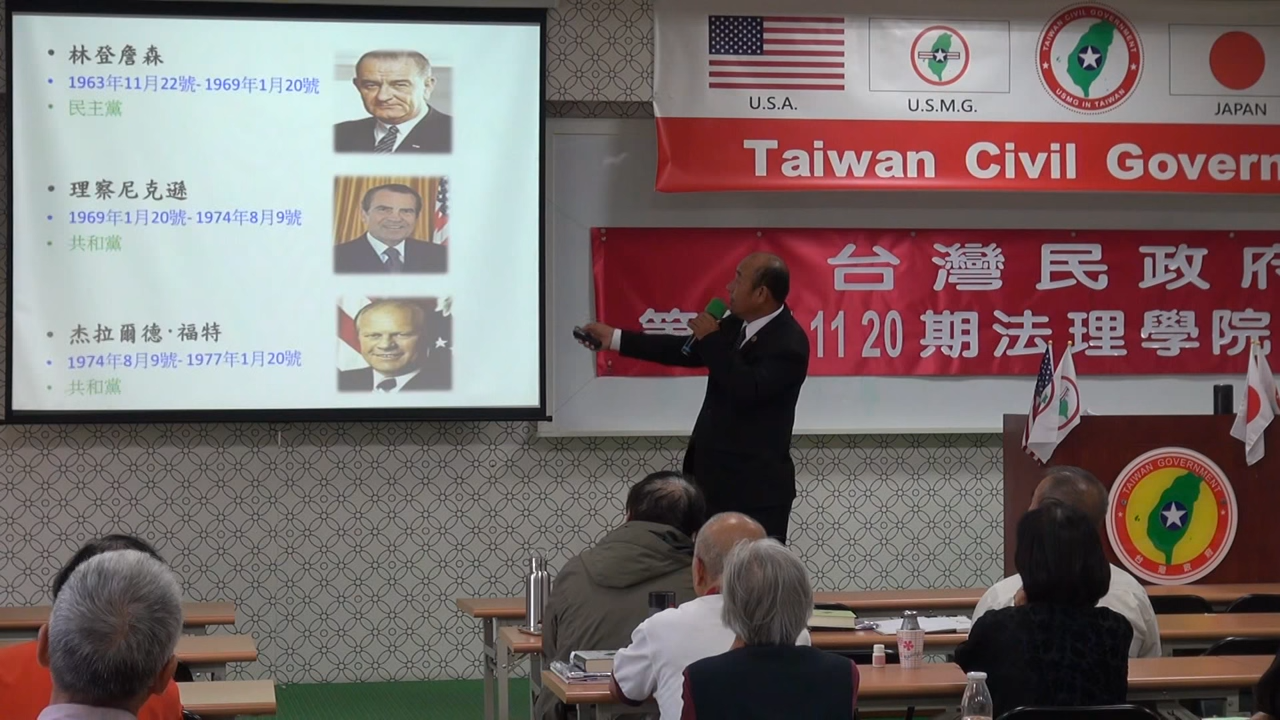 • 林登詹森
• 1963年11月22號- 1969年1月20號
• 民主黨
• 理察尼克遜
• 1969年1月20號- 1974年8月9號
• 共和黨
• 杰拉爾德·福特
• 1974年8月9號- 1977年1月20號
• 共和黨
U.S.A.
U.S.M.G.
TAIWAN CIVIL GOVERNMENT
USMG IN TAIWAN
JAPAN
Taiwan Civil Govern
台灣民政府
第
11 20期法理學院
TAIWAN GOVERNMENT